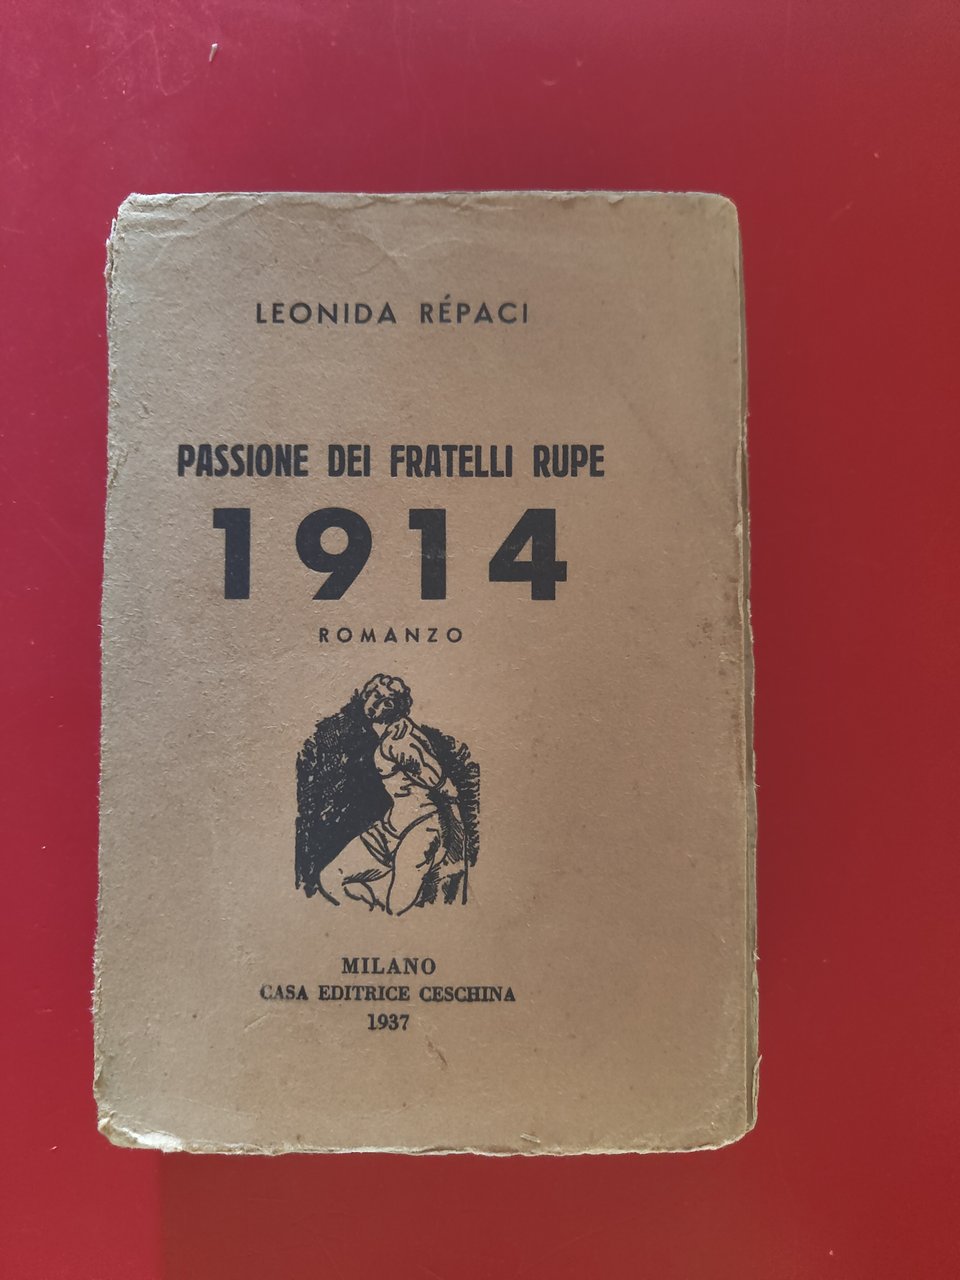 LEONIDA RÉPACI
PASSIONE DEI FRATELLI RUPE
1914
ROMANZO
MILANO
CASA EDITRICE CESCHINA
1937